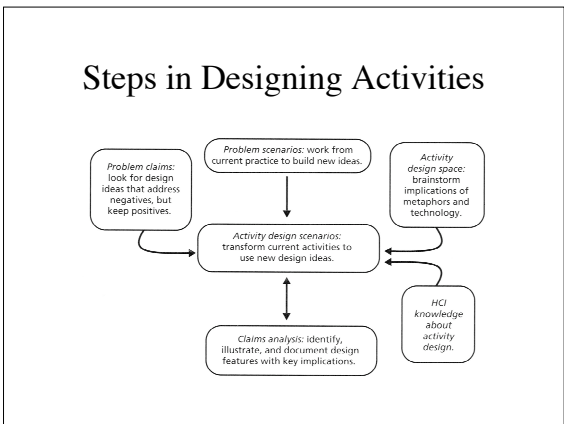 Steps in Designing Activities
Problem scenarios: work from
current practice to build new ideas.
Problem claims:
look for design
ideas that address
negatives, but
keep positives.
Activity
design space:
brainstorm
implications of
metaphors and
technology.
Activity design scenarios:
transform current activities to
use new design ideas.
HCI
knowledge
about
activity
design.
Claims analysis: identify,
illustrate, and document design
features with key implications.